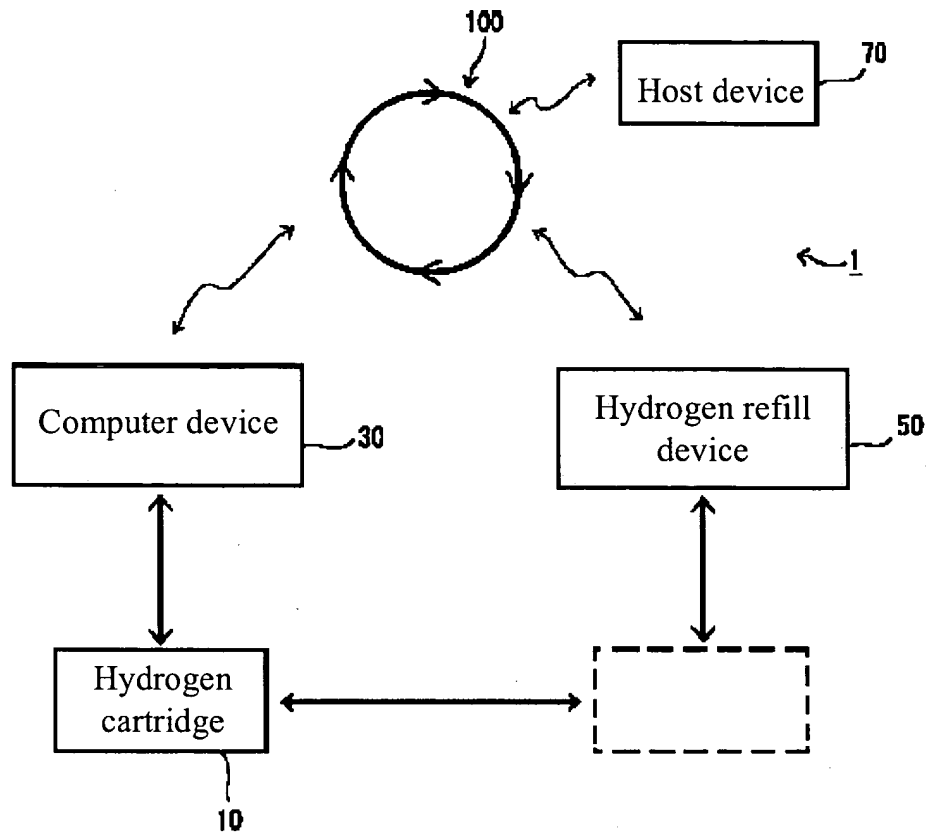 100
70
Host device
1
Computer device
30
Hydrogen refill
device
50
Hydrogen
cartridge
10